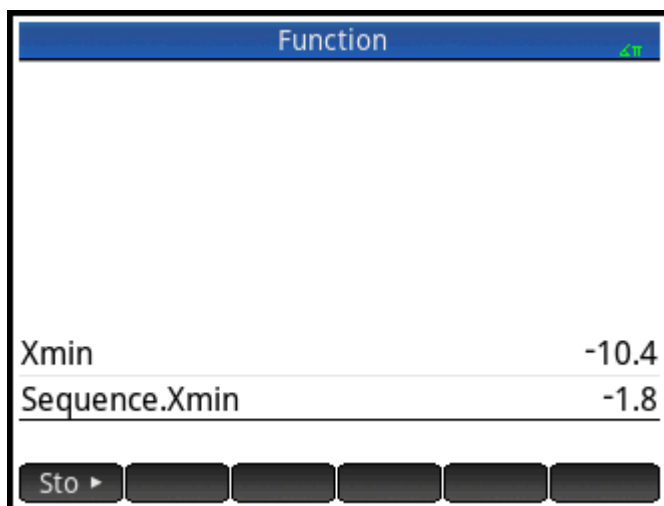 Function ∡π
Xmin -10.4
Sequence.Xmin -1.8
Sto ►